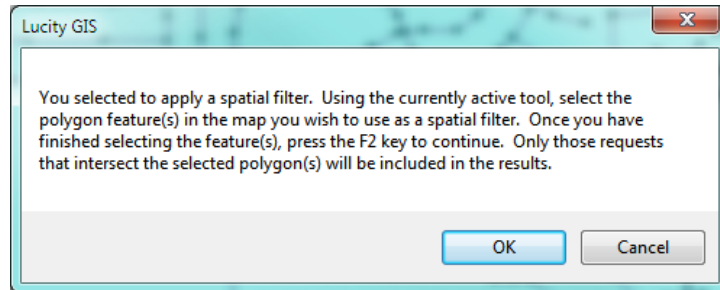 Lucity GIS
You selected to apply a spatial filter.  Using the currently active tool, select the
polygon feature(s) in the map you wish to use as a spatial filter.  Once you have
finished selecting the feature(s), press the F2 key to continue.  Only those requests
that intersect the selected polygon(s) will be included in the results.
OK
Cancel